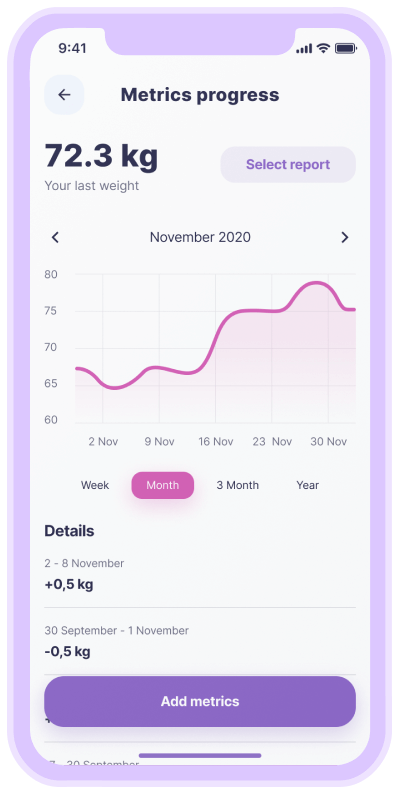 9:41
Metrics progress
72.3 kg
Your last weight
Select report
November 2020
80
75
70
65
60
2 Nov 9 Nov 16 Nov 23 Nov 30 Nov
Week Month 3 Month Year
Details
2 - 8 November
+0,5 kg
30 September - 1 November
-0,5 kg
Add metrics
30 September